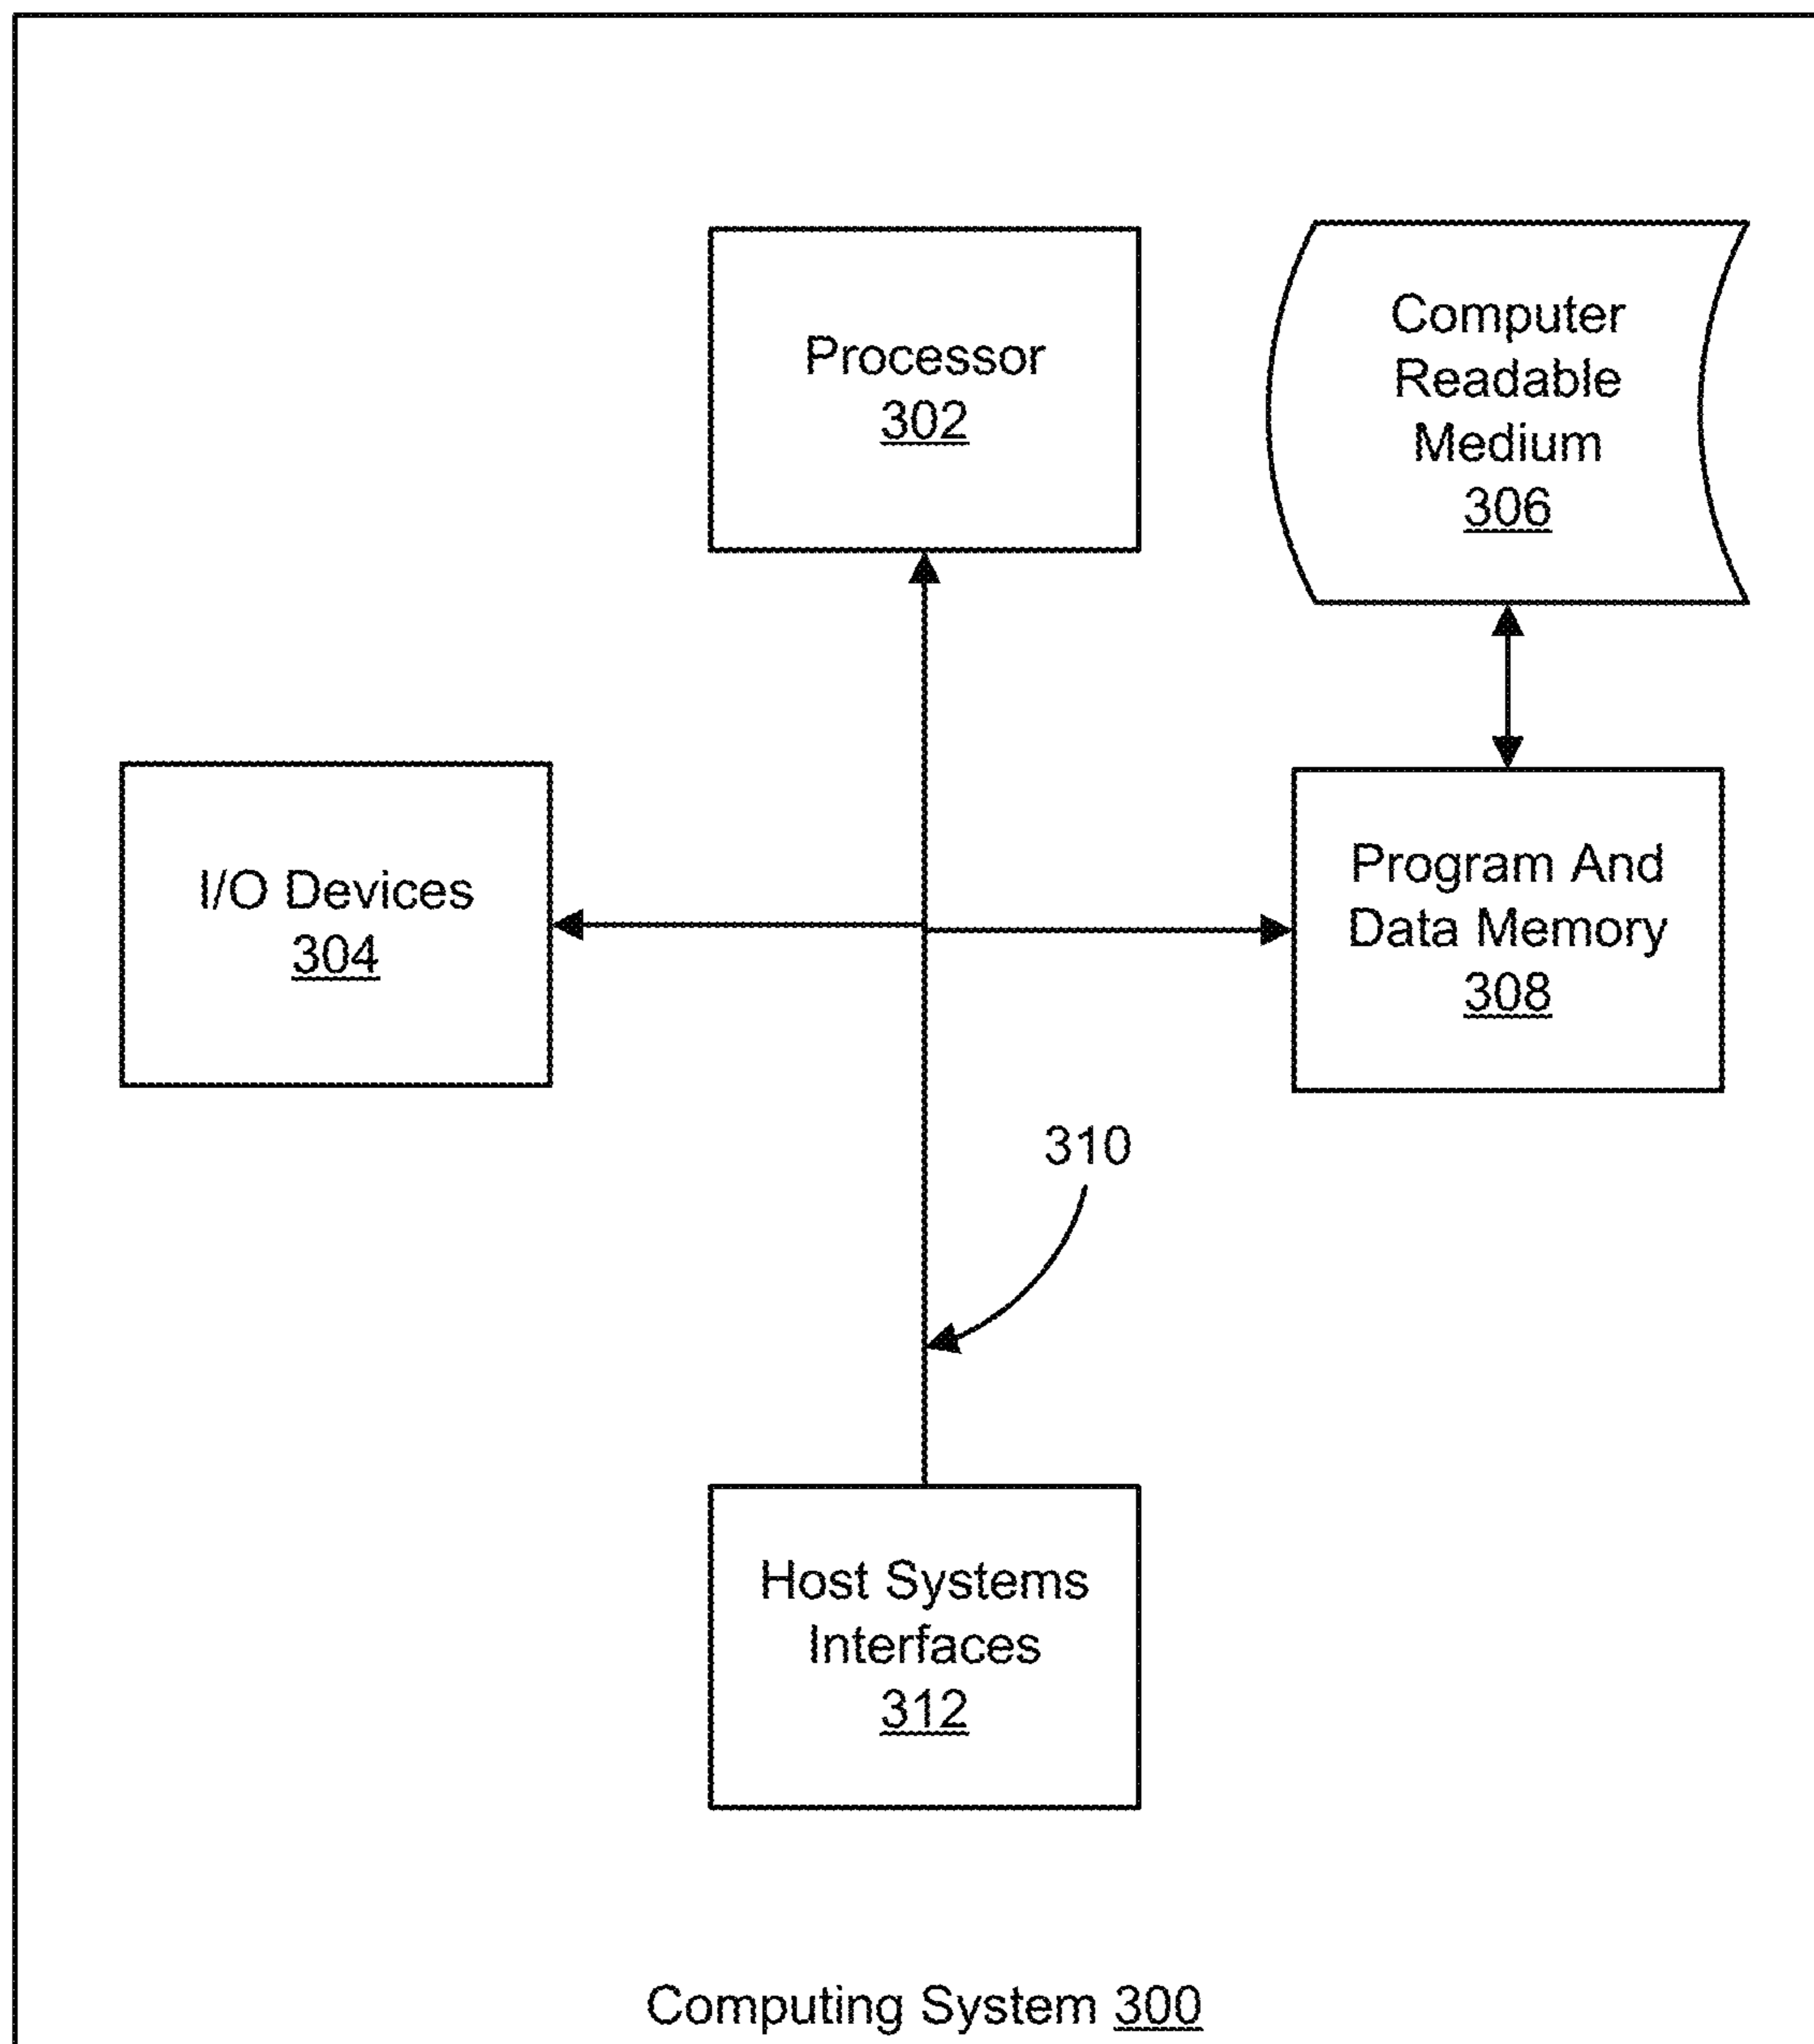 Processor
302
Computer
Readable
Medium
306
I/O Devices
304
Program And
Data Memory
308
310
Host Systems
Interfaces
312
Computing System 300